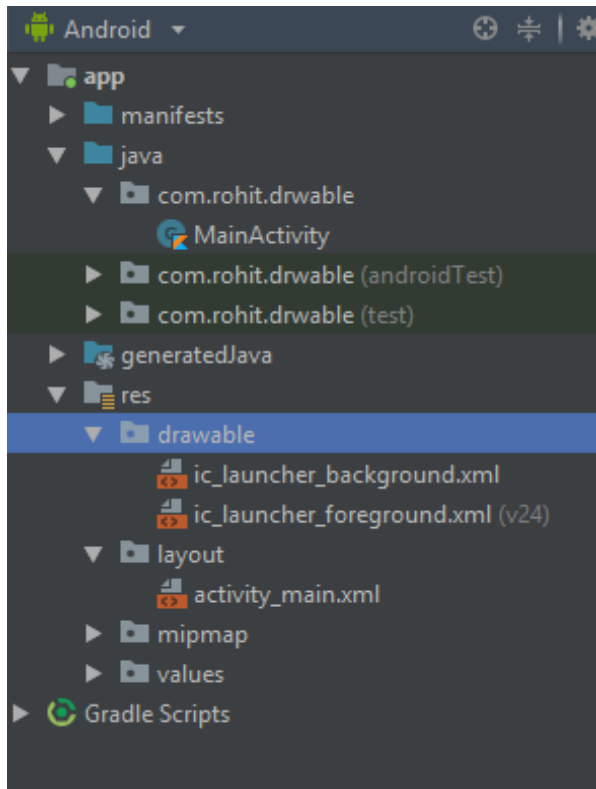 Android
app
manifests
java
com.rohit.drwable
MainActivity
com.rohit.drwable (androidTest)
com.rohit.drwable (test)
generatedJava
res
drawable
ic_launcher_background.xml
ic_launcher_foreground.xml (v24)
layout
activity_main.xml
mipmap
values
Gradle Scripts